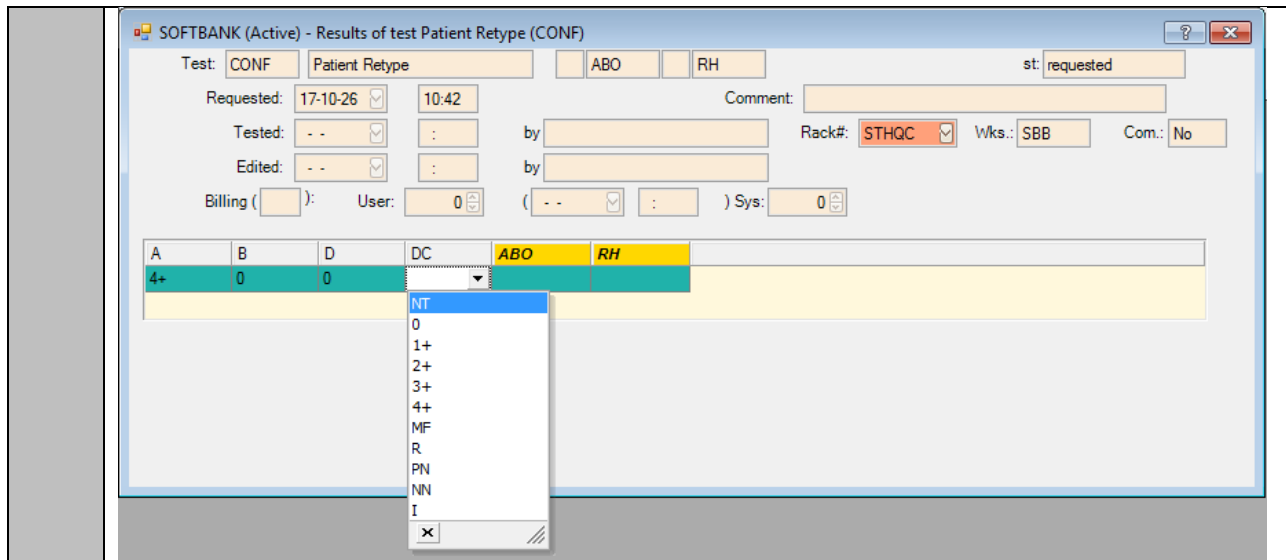 SOFTBANK (Active) - Results of test Patient Retype (CONF)
Test: CONF Patient Retype ABO RH st: requested
Requested: 17-10-26 10:42 Comment:
Tested: - - : by Rack#: STHQC Wks.: SBB Com.: No
Edited: - - : by
Billing ( ): User: 0 ( - - : ) Sys: 0
A B D DC ABO RH
4+ 0 0
NT
0
1+
2+
3+
4+
MF
R
PN
NN
I